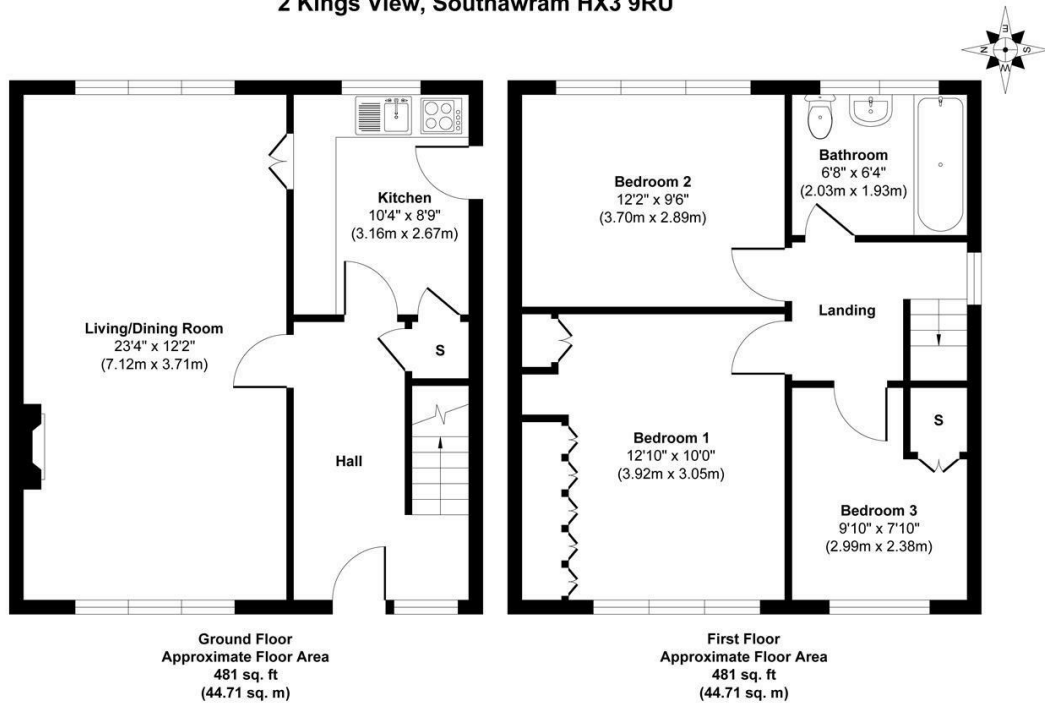 2 Kings View, Southawram HX3 9RU
E
N
S
W
Living/Dining Room
23'4" x 12'2"
(7.12m x 3.71m)
Kitchen
10'4" x 8'9"
(3.16m x 2.67m)
S
Hall
Ground Floor
Approximate Floor Area
481 sq. ft
(44.71 sq. m)
Bedroom 2
12'2" x 9'6"
(3.70m x 2.89m)
Bathroom
6'8" x 6'4"
(2.03m x 1.93m)
Landing
Bedroom 1
12'10" x 10'0"
(3.92m x 3.05m)
S
Bedroom 3
9'10" x 7'10"
(2.99m x 2.38m)
First Floor
Approximate Floor Area
481 sq. ft
(44.71 sq. m)